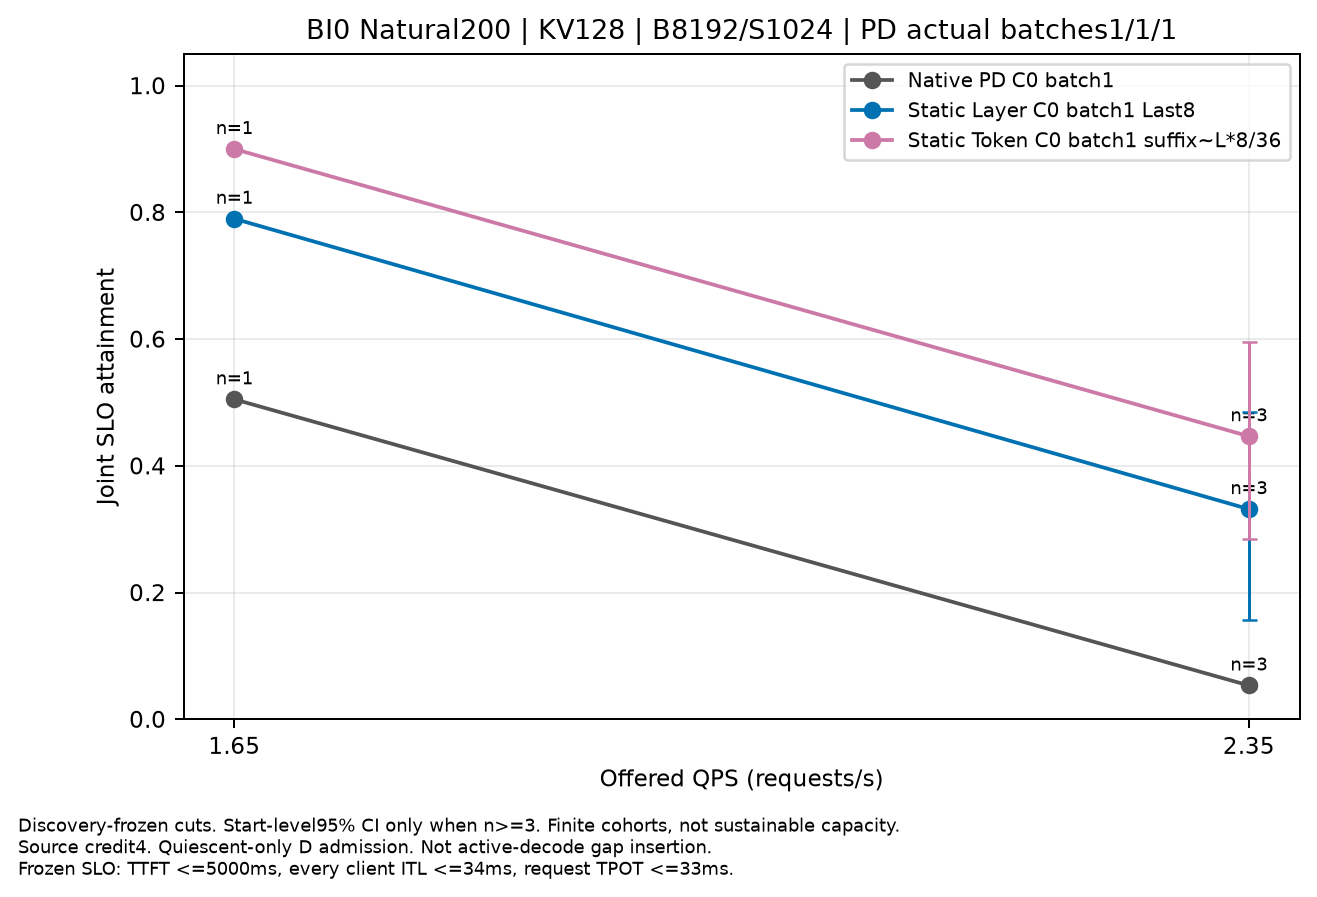 BI0 Natural200 | KV128 | B8192/S1024 | PD actual batches1/1/1
Native PD C0 batch1
Static Layer C0 batch1 Last8
Static Token C0 batch1 suffix~L*8/36
1.0
0.8
0.6
0.4
0.2
0.0
Joint SLO attainment
n=1
n=1
n=1
n=3
n=3
n=3
1.65
2.35
Offered QPS (requests/s)
Discovery-frozen cuts. Start-level95% CI only when n>=3. Finite cohorts, not sustainable capacity.
Source credit4. Quiescent-only D admission. Not active-decode gap insertion.
Frozen SLO: TTFT <=5000ms, every client ITL <=34ms, request TPOT <=33ms.